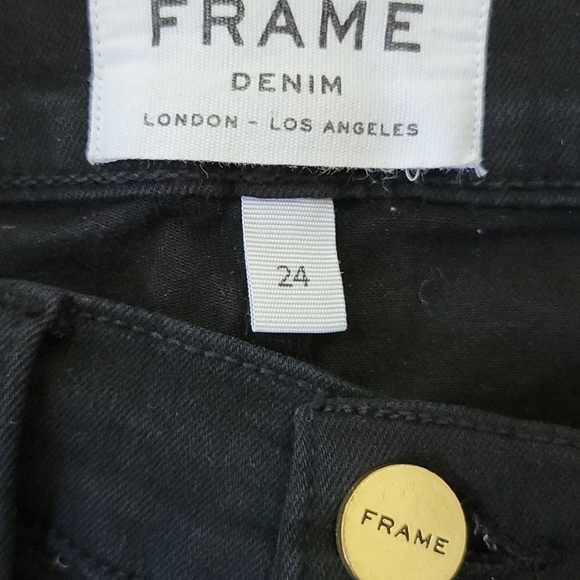 FRAME
DENIM
LONDON - LOS ANGELES
24
FRAME